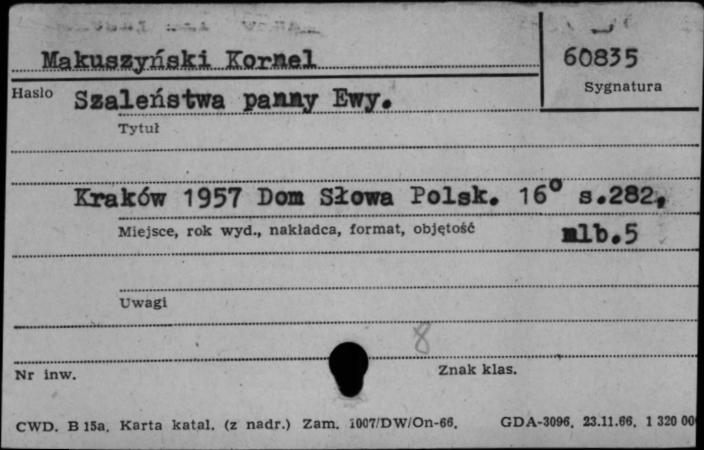 Makuszyński Kornel
60835
Sygnatura
Hasło
Szaleństwa panny Ewy.
Tytuł
Kraków 1957 Dom Słowa Polsk. 16° s.282,
Miejsce, rok wyd., nakładca, format, objętość
nlb.5
Uwagi
8
Nr inw.
Znak klas.
CWD. B 15a. Karta katal. (z nadr.) Zam. 1007/DW/On-66. GDA-3096. 23.11.66. 1 320 00